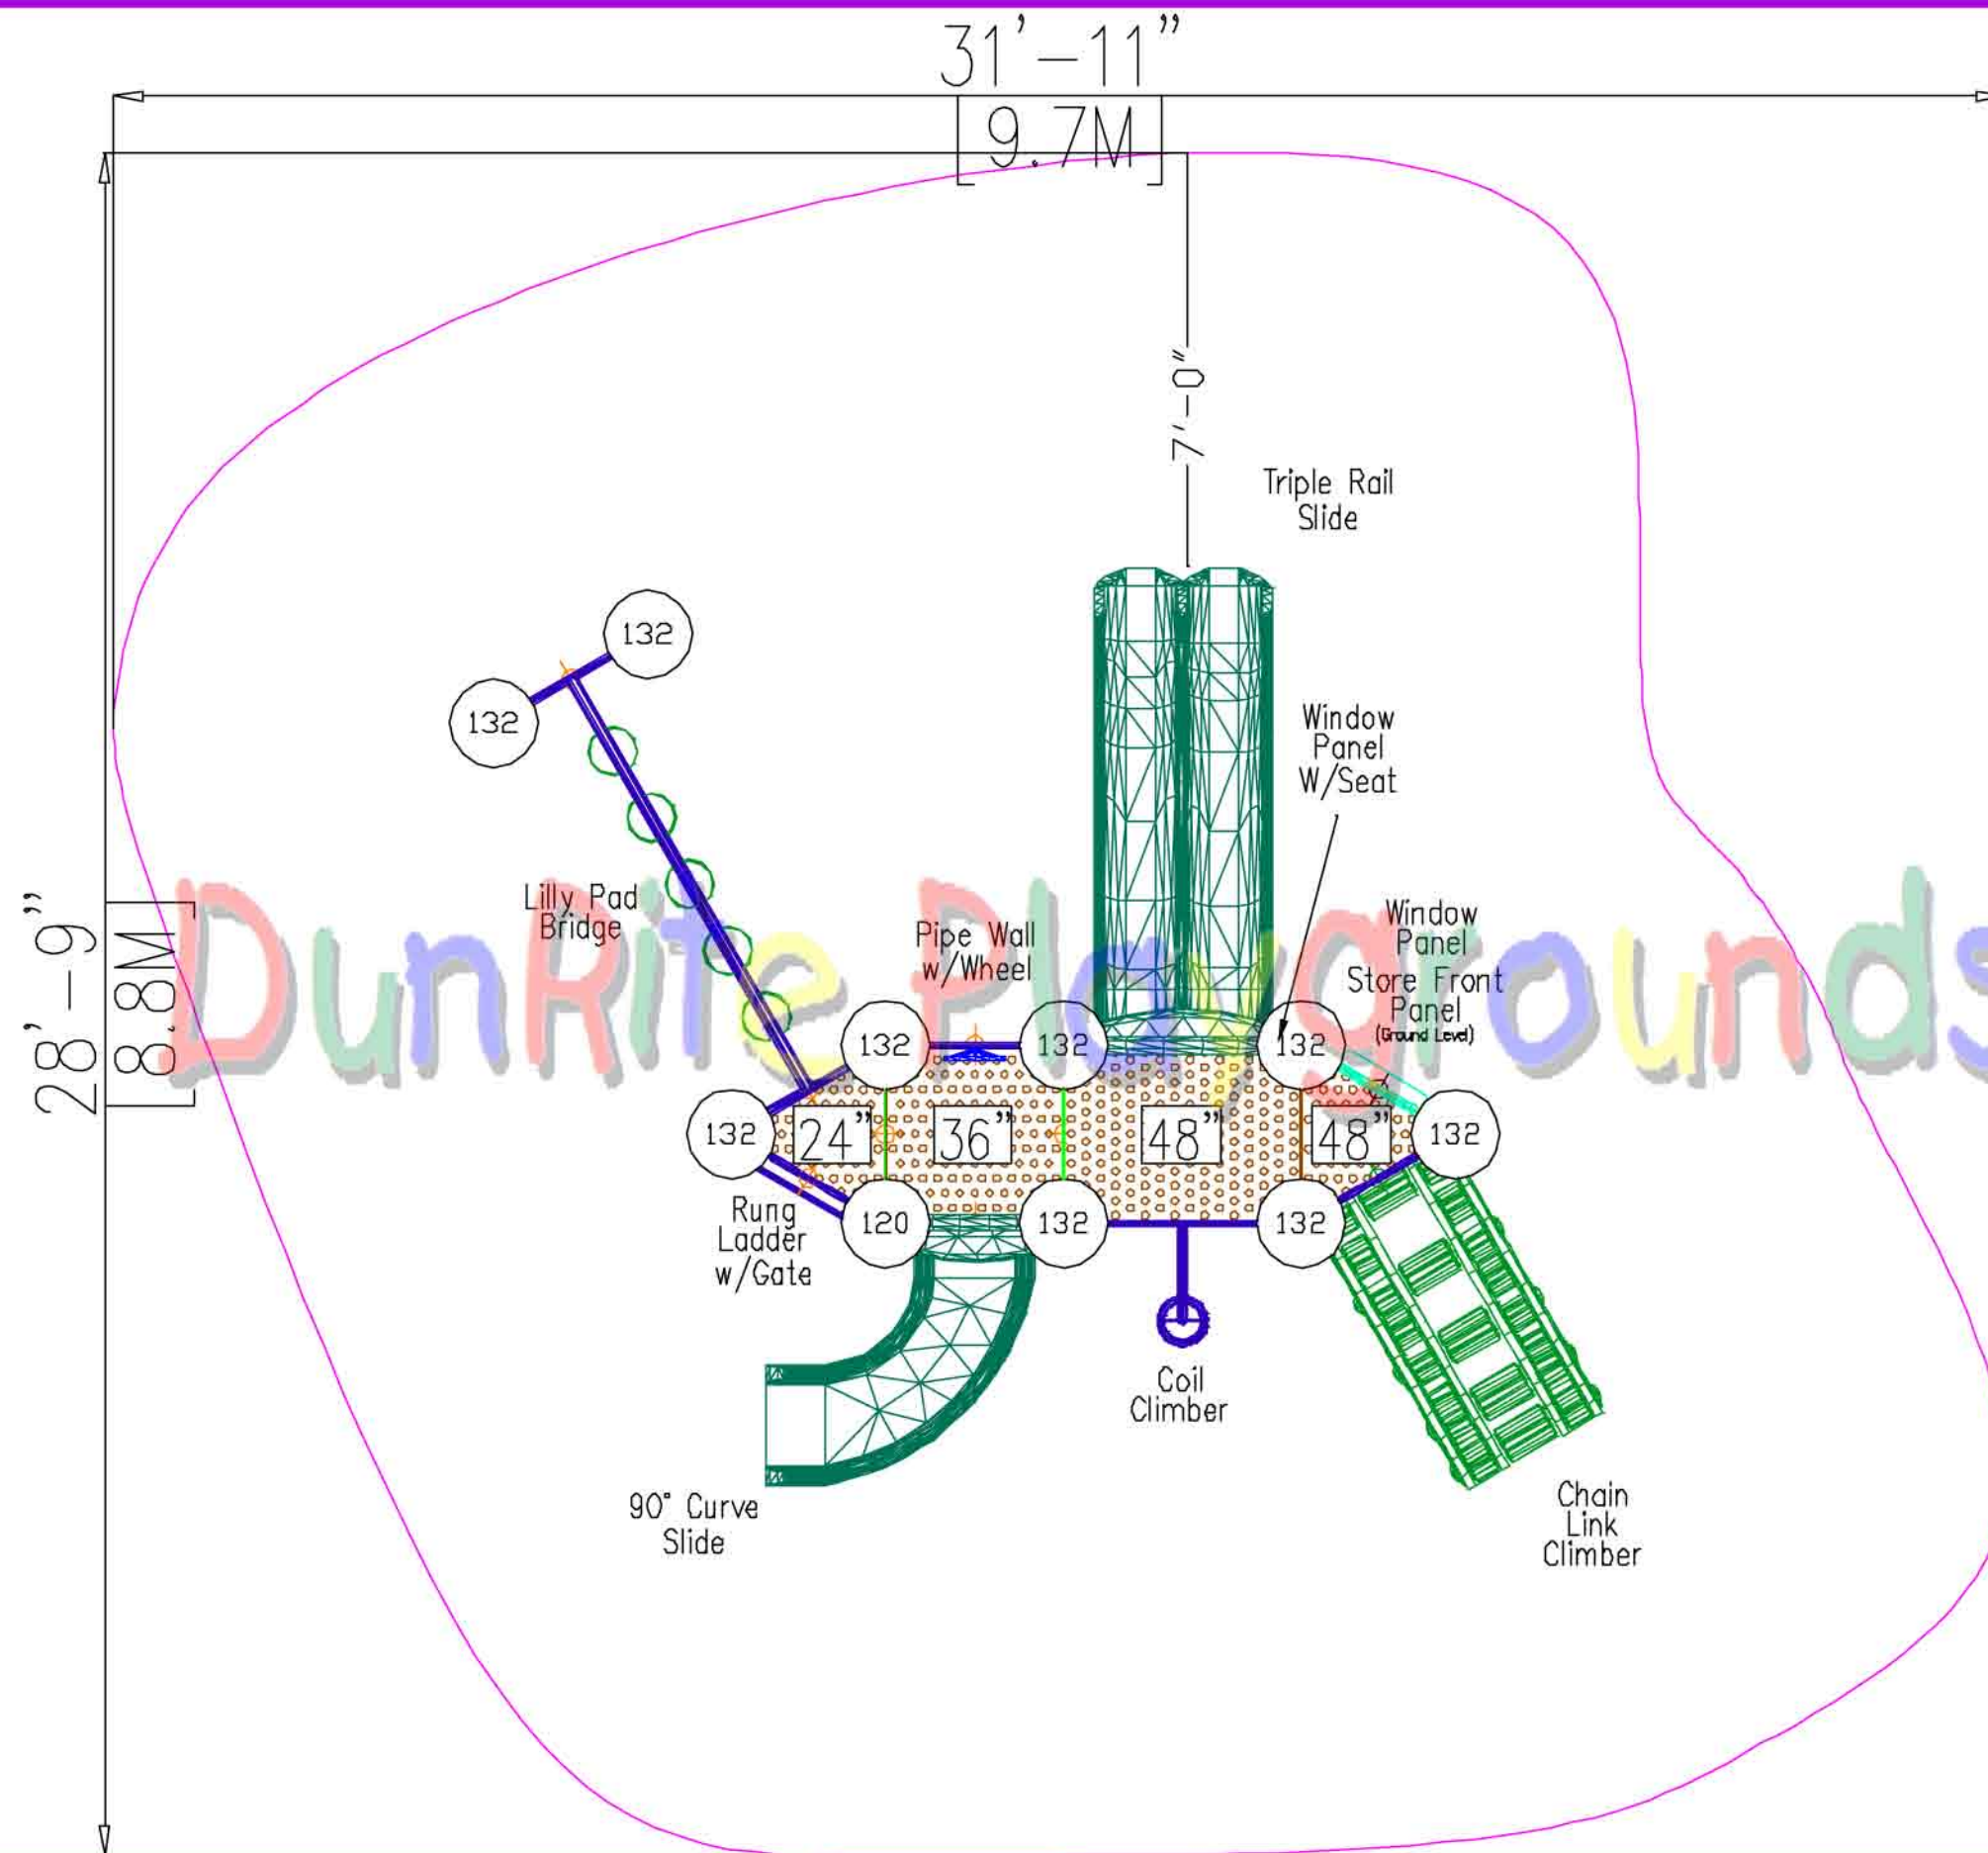 31'-11"
[9.7M]
7'-0"
Triple Rail
Slide
132
132
Window
Panel
W/Seat
28'-9"
8.8M
Lilly Pad
Bridge
Pipe Wall
w/Wheel
Window
Panel
Store Front
Panel
(Ground Level)
DunRite Playgrounds
132
132
132
132
24"
36"
48"
48"
132
Rung
Ladder
w/Gate
120
132
132
Coil
Climber
90° Curve
Slide
Chain
Link
Climber